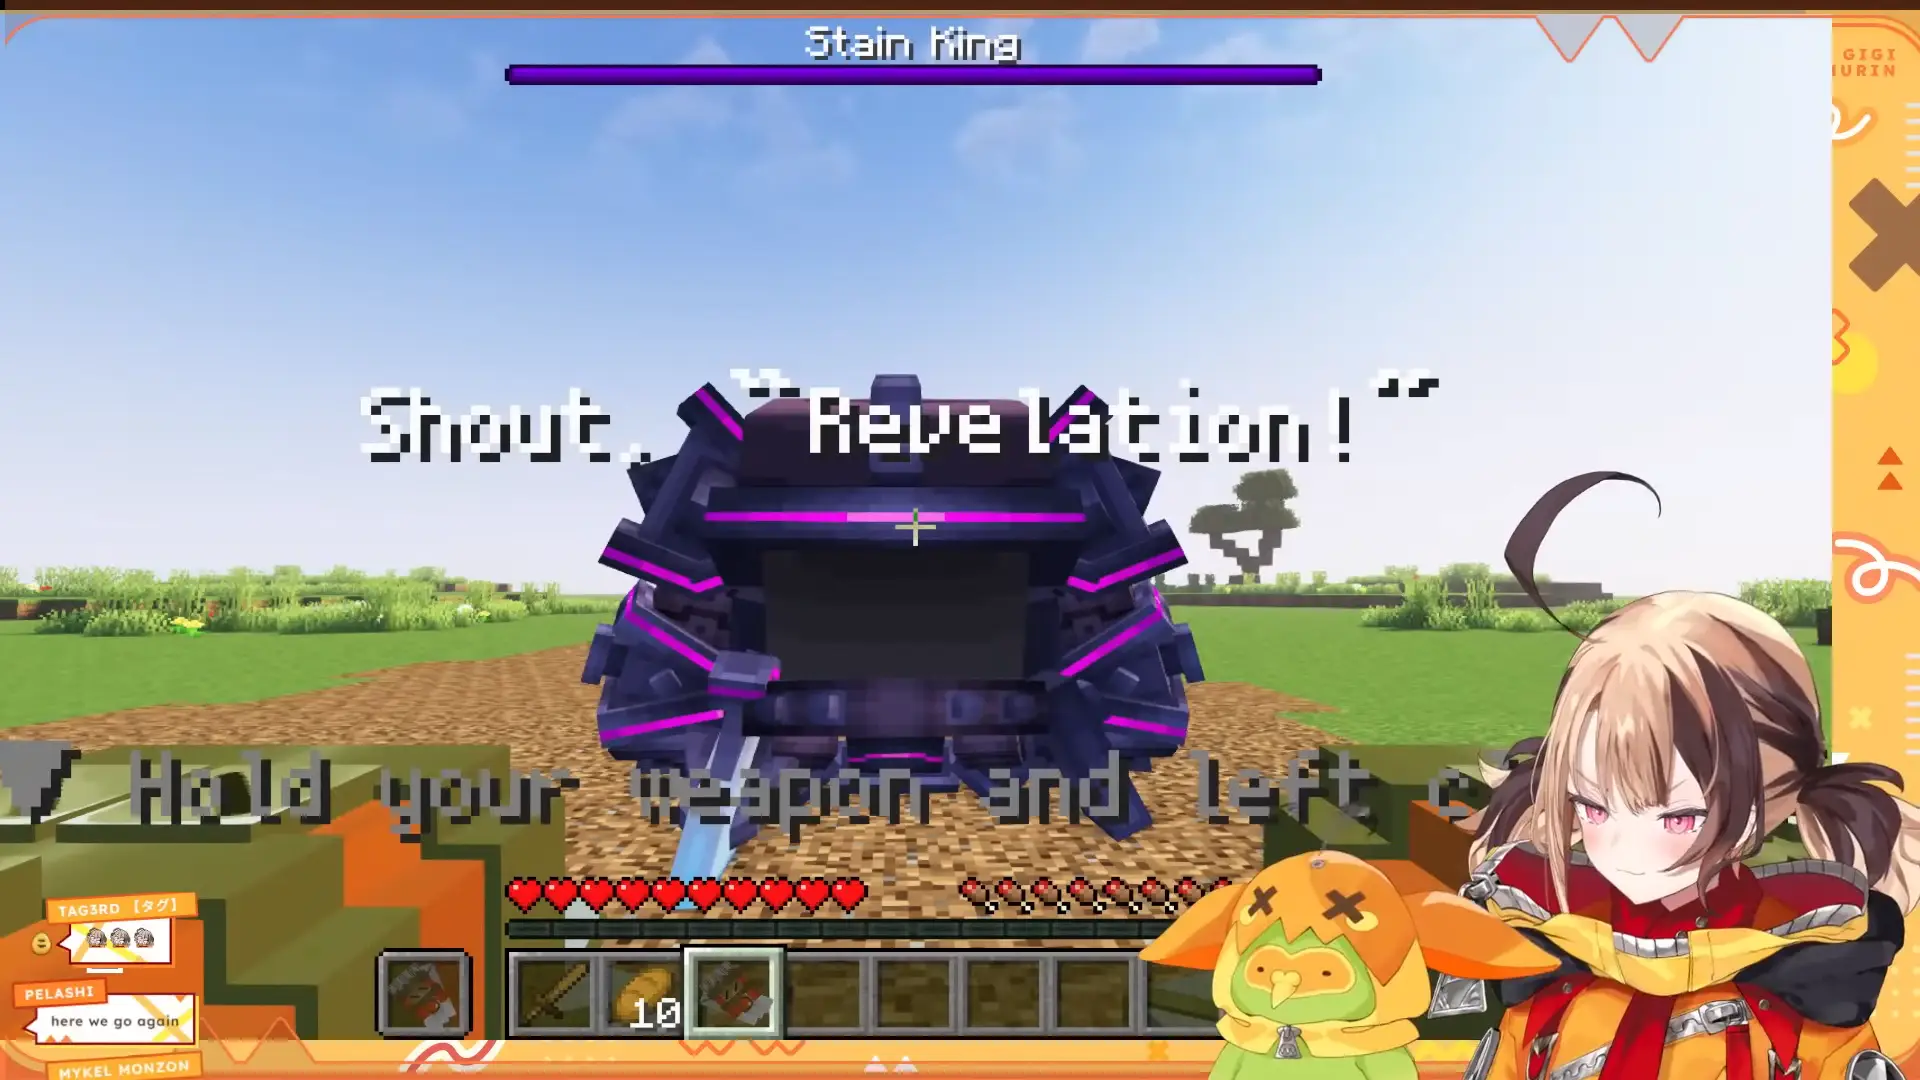 Stain King
GIGI
MURIN
Shout, "Revelation!"
Hold your weapon and left c
TAG3RD 【タグ】
PELASHI
here we go again
10
MYKEL MONZON